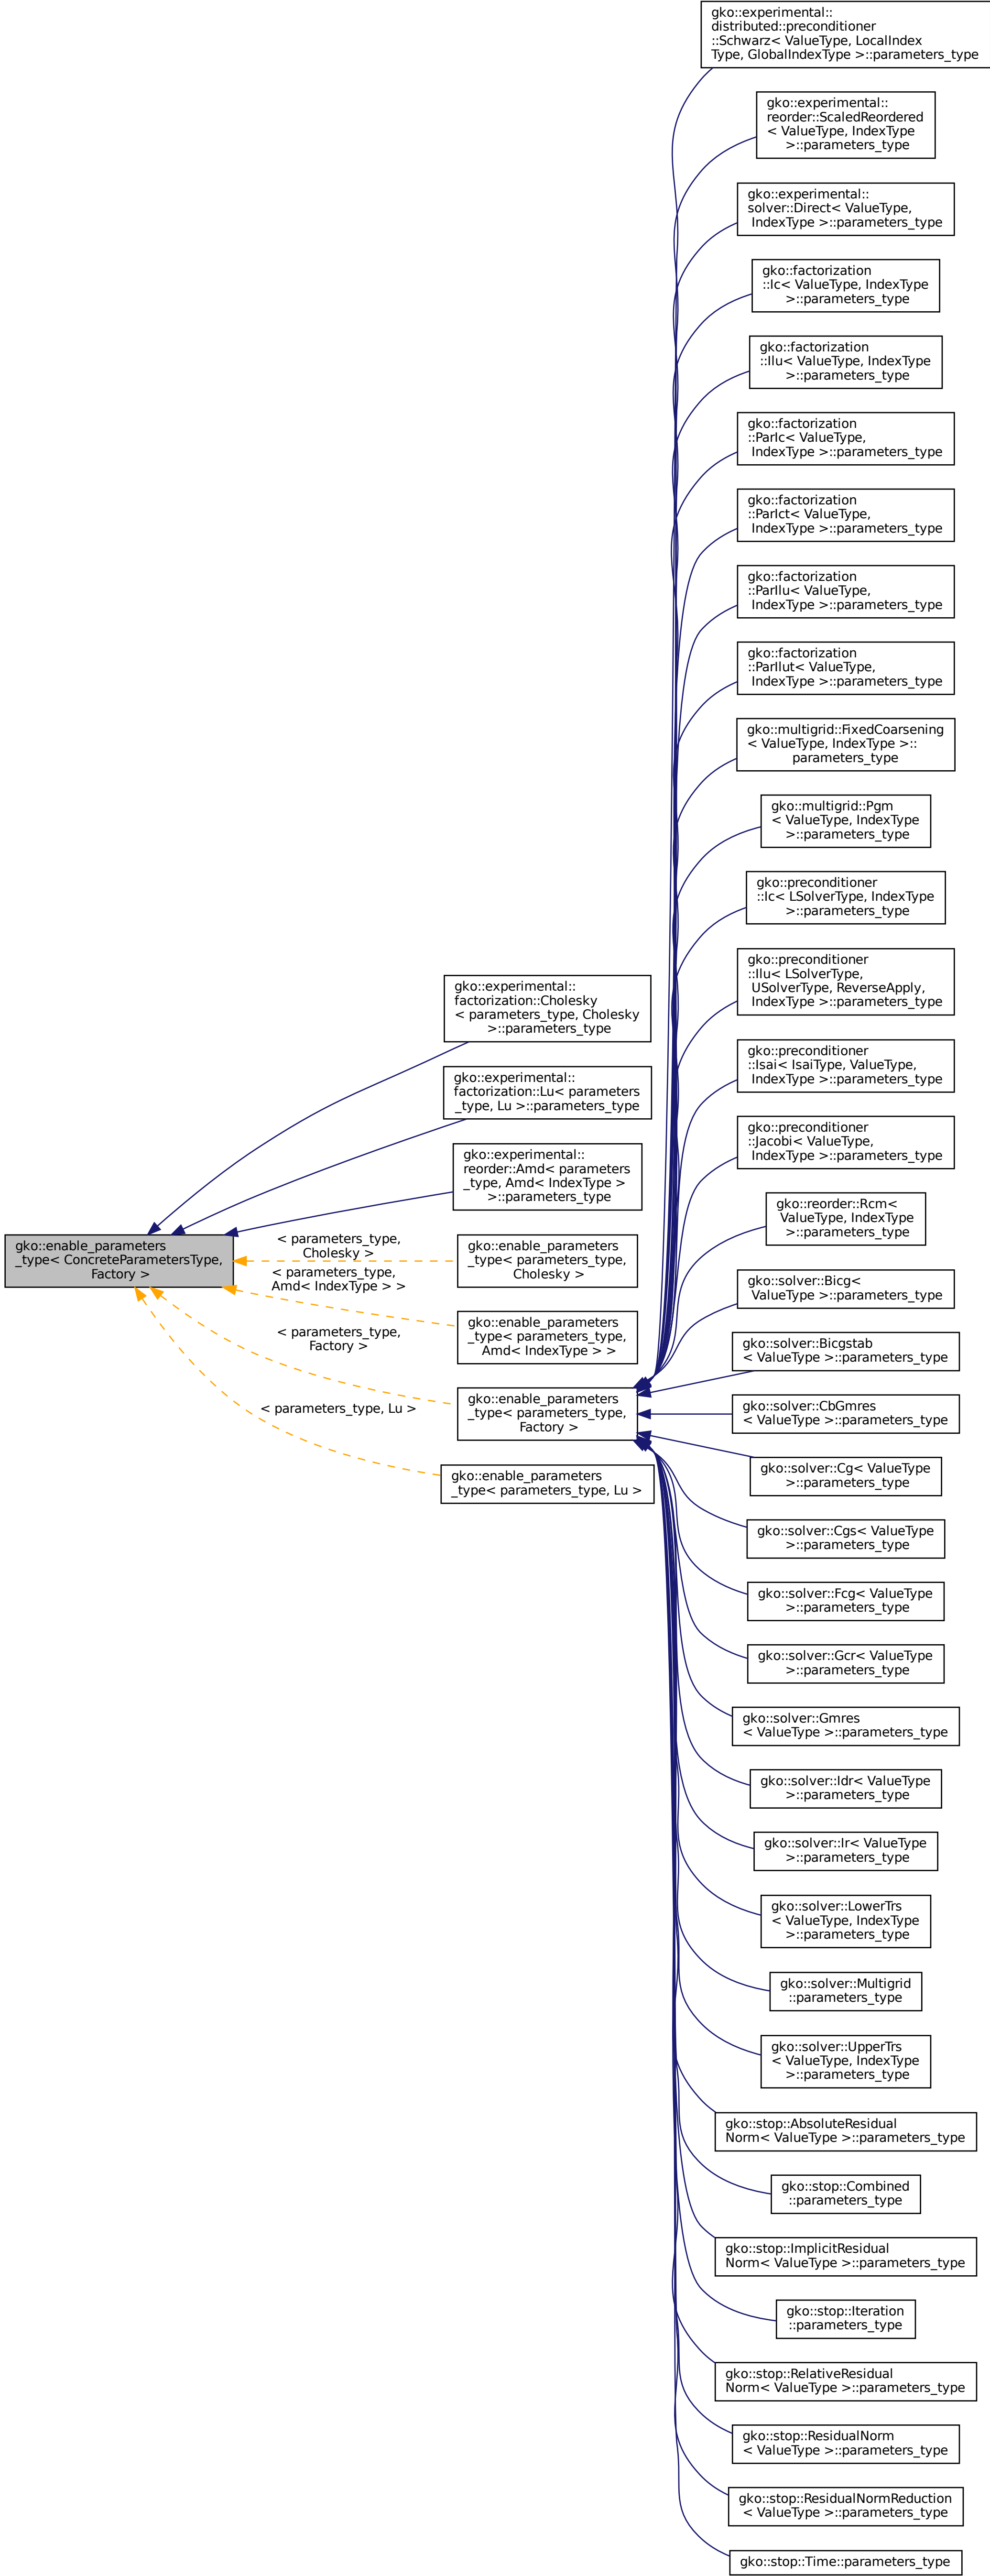 gko::experimental::
distributed::preconditioner
::Schwarz< ValueType, LocalIndex
Type, GlobalIndexType >::parameters_type
gko::experimental::
reorder::ScaledReordered
< ValueType, IndexType
>::parameters_type
gko::experimental::
solver::Direct< ValueType,
IndexType >::parameters_type
gko::factorization
::Ic< ValueType, IndexType
>::parameters_type
gko::factorization
::Ilu< ValueType, IndexType
>::parameters_type
gko::factorization
::ParIc< ValueType,
IndexType >::parameters_type
gko::factorization
::ParIct< ValueType,
IndexType >::parameters_type
gko::factorization
::ParIlu< ValueType,
IndexType >::parameters_type
gko::factorization
::ParIlut< ValueType,
IndexType >::parameters_type
gko::multigrid::FixedCoarsening
< ValueType, IndexType >::
parameters_type
gko::multigrid::Pgm
< ValueType, IndexType
>::parameters_type
gko::preconditioner
::Ic< LSolverType, IndexType
>::parameters_type
gko::preconditioner
::Ilu< LSolverType,
USolverType, ReverseApply,
IndexType >::parameters_type
gko::preconditioner
::Isai< IsaiType, ValueType,
IndexType >::parameters_type
gko::preconditioner
::Jacobi< ValueType,
IndexType >::parameters_type
gko::reorder::Rcm<
ValueType, IndexType
>::parameters_type
gko::solver::Bicg<
ValueType >::parameters_type
gko::solver::Bicgstab
< ValueType >::parameters_type
gko::solver::CbGmres
< ValueType >::parameters_type
gko::solver::Cg< ValueType
>::parameters_type
gko::solver::Cgs< ValueType
>::parameters_type
gko::solver::Fcg< ValueType
>::parameters_type
gko::solver::Gcr< ValueType
>::parameters_type
gko::solver::Gmres
< ValueType >::parameters_type
gko::solver::Idr< ValueType
>::parameters_type
gko::solver::Ir< ValueType
>::parameters_type
gko::solver::LowerTrs
< ValueType, IndexType
>::parameters_type
gko::solver::Multigrid
::parameters_type
gko::solver::UpperTrs
< ValueType, IndexType
>::parameters_type
gko::stop::AbsoluteResidual
Norm< ValueType >::parameters_type
gko::stop::Combined
::parameters_type
gko::stop::ImplicitResidual
Norm< ValueType >::parameters_type
gko::stop::Iteration
::parameters_type
gko::stop::RelativeResidual
Norm< ValueType >::parameters_type
gko::stop::ResidualNorm
< ValueType >::parameters_type
gko::stop::ResidualNormReduction
< ValueType >::parameters_type
gko::stop::Time::parameters_type
gko::experimental::
factorization::Cholesky
< parameters_type, Cholesky
>::parameters_type
gko::experimental::
factorization::Lu< parameters
_type, Lu >::parameters_type
gko::experimental::
reorder::Amd< parameters
_type, Amd< IndexType >
>::parameters_type
gko::enable_parameters
_type< parameters_type,
Cholesky >
gko::enable_parameters
_type< parameters_type,
Amd< IndexType > >
gko::enable_parameters
_type< parameters_type,
Factory >
gko::enable_parameters
_type< parameters_type, Lu >
< parameters_type,
Cholesky >
< parameters_type,
Amd< IndexType > >
< parameters_type,
Factory >
< parameters_type, Lu >
gko::enable_parameters
_type< ConcreteParametersType,
Factory >